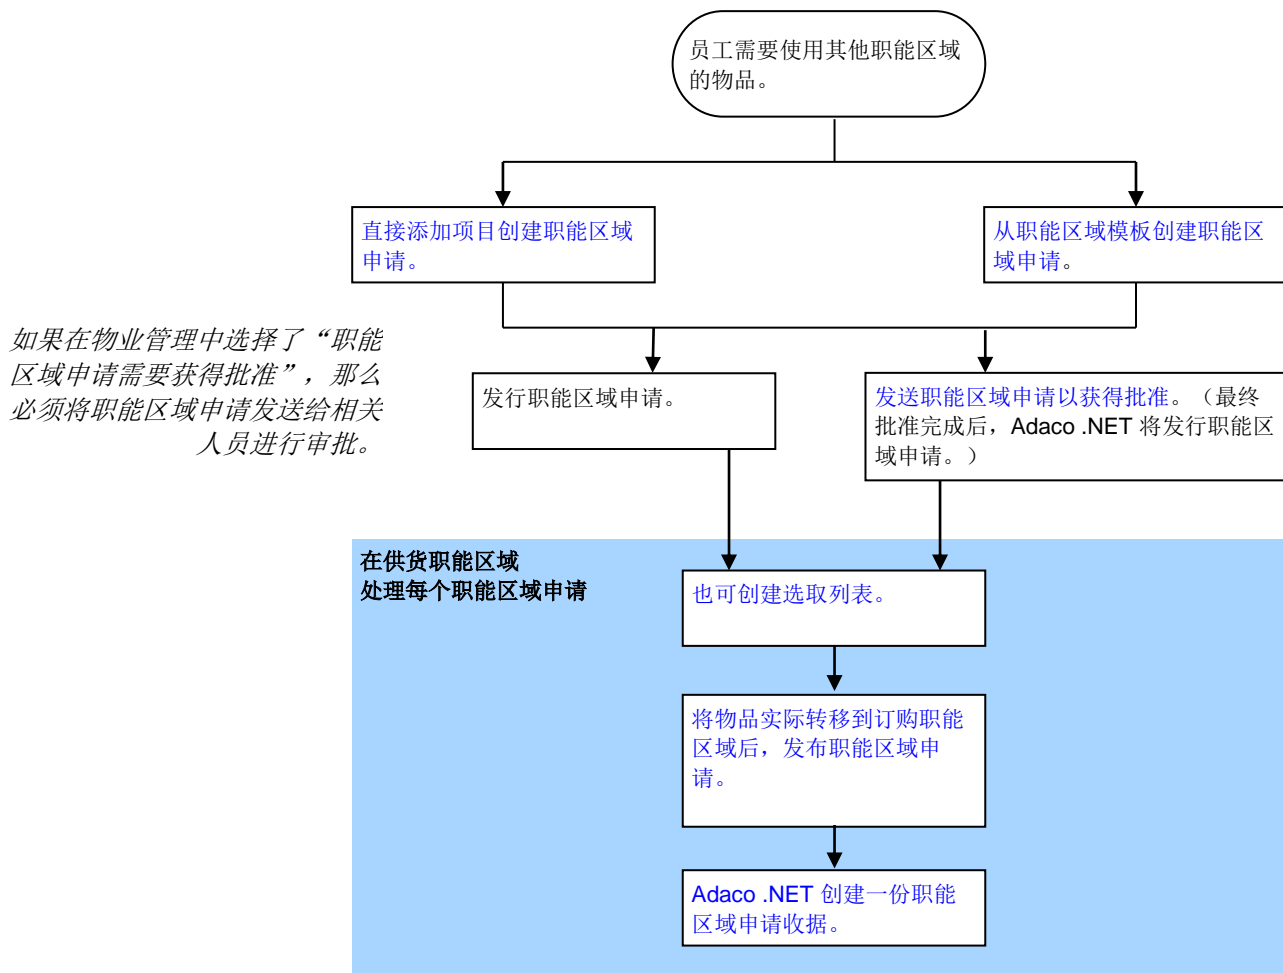 员工需要使用其他职能区域
的物品。
直接添加项目创建职能区域
申请。
从职能区域模板创建职能区
域申请。
如果在物业管理中选择了“职能
区域申请需要获得批准”，那么
必须将职能区域申请发送给相关
人员进行审批。
发行职能区域申请。
发送职能区域申请以获得批准。（最终
批准完成后，Adaco .NET 将发行职能区
域申请。）
在供货职能区域
处理每个职能区域申请
也可创建选取列表。
将物品实际转移到订购职能
区域后，发布职能区域申
请。
Adaco .NET 创建一份职能
区域申请收据。